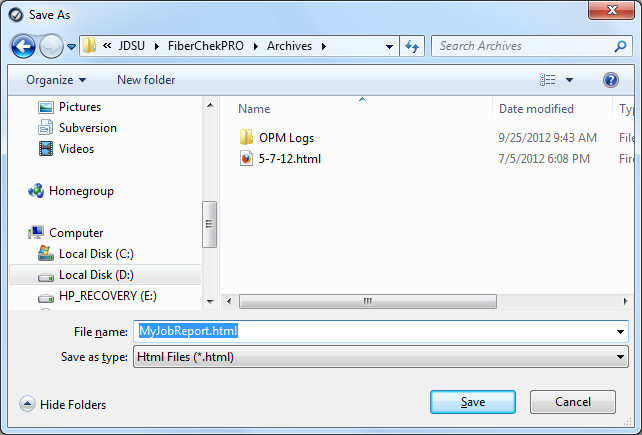 Save As
« JDSU ▸ FiberChekPRO ▸ Archives ▸
Search Archives
Organize
New folder
Name
Date modified
Ty
Pictures
Subversion
Videos
Homegroup
Computer
Local Disk (C:)
Local Disk (D:)
HP_RECOVERY (E:)
OPM Logs
9/25/2012 9:43 AM
File
5-7-12.html
7/5/2012 6:08 PM
Fire
File name:
MyJobReport.html
Save as type:
Html Files (*.html)
Hide Folders
Save
Cancel